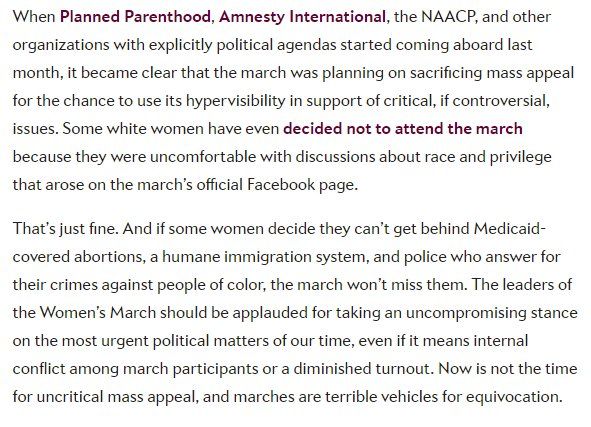 When Planned Parenthood, Amnesty International, the NAACP, and other
organizations with explicitly political agendas started coming aboard last
month, it became clear that the march was planning on sacrificing mass appeal
for the chance to use its hypervisibility in support of critical, if controversial,
issues. Some white women have even decided not to attend the march
because they were uncomfortable with discussions about race and privilege
that arose on the march’s official Facebook page.
That’s just fine. And if some women decide they can’t get behind Medicaid-
covered abortions, a humane immigration system, and police who answer for
their crimes against people of color, the march won’t miss them. The leaders of
the Women’s March should be applauded for taking an uncompromising stance
on the most urgent political matters of our time, even if it means internal
conflict among march participants or a diminished turnout. Now is not the time
for uncritical mass appeal, and marches are terrible vehicles for equivocation.